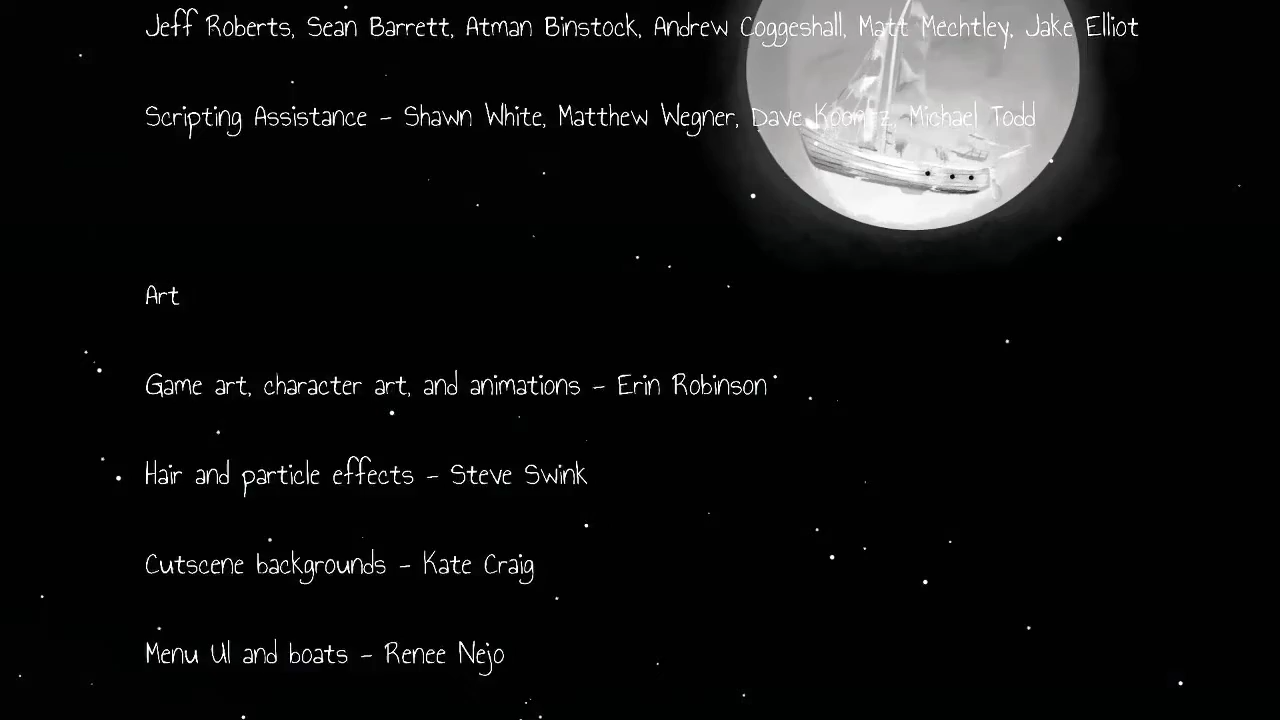 Jeff Roberts, Sean Barrett, Atman Binstock, Andrew Coggeshall, Matt Mechtley, Jake Elliot
Scripting Assistance - Shawn White, Matthew Wegner, Dave Koontz, Michael Todd
Art
Game art, character art, and animations - Erin Robinson
Hair and particle effects - Steve Swink
Cutscene backgrounds - Kate Craig
Menu UI and boats - Renee Nejo